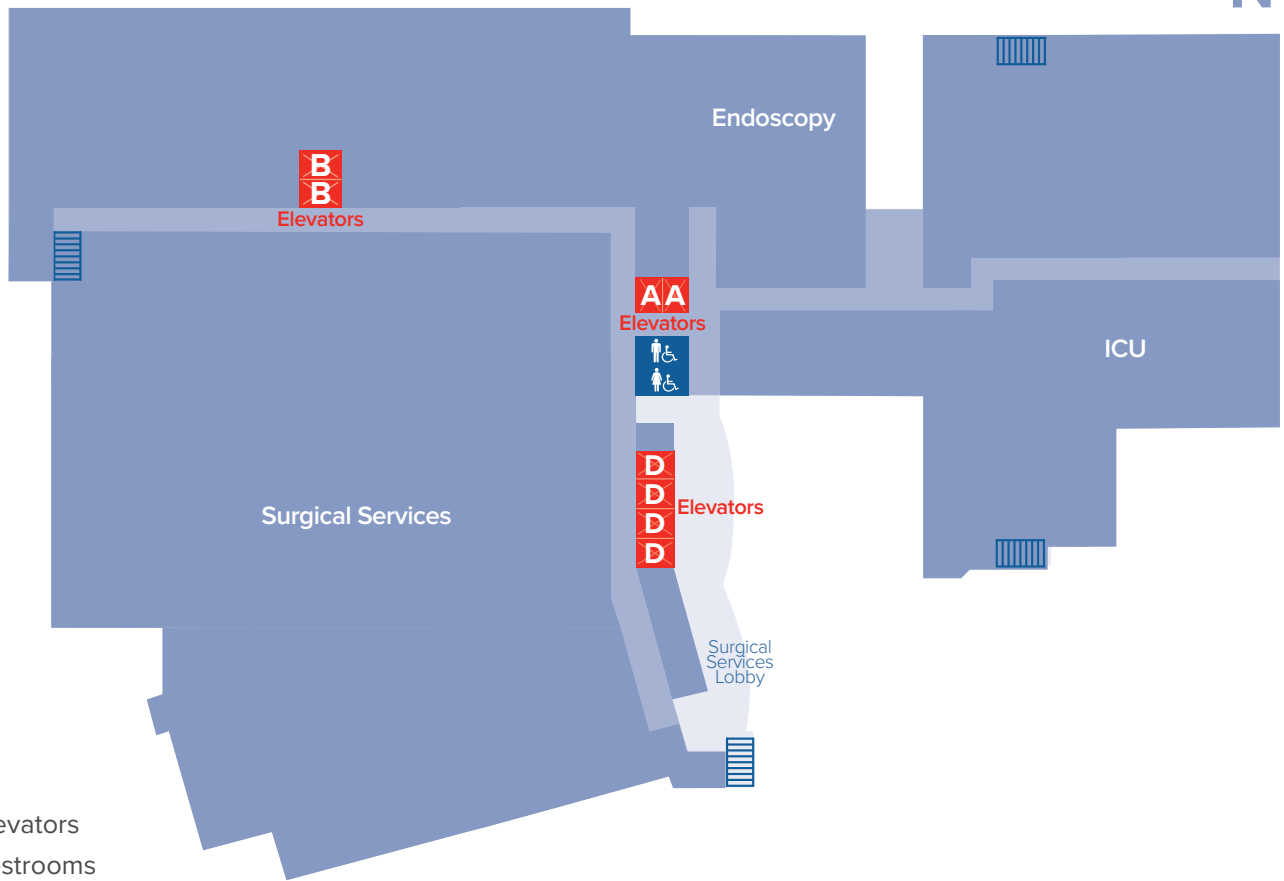 Endoscopy
B
B
Elevators
A A
Elevators
ICU
D
D
D
D
Elevators
Surgical Services
Surgical
Services
Lobby
evators
strooms